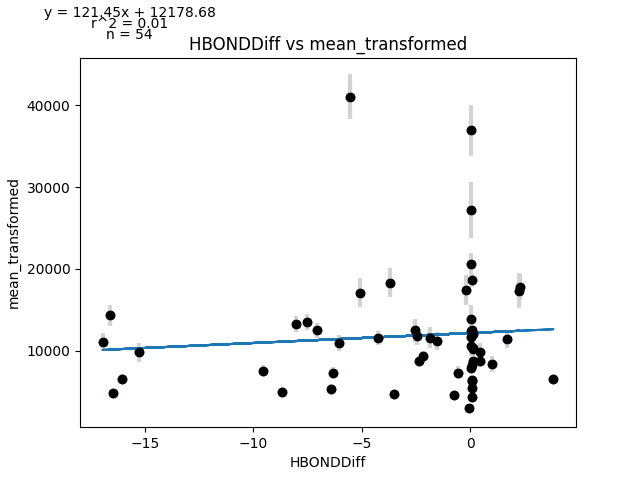 y = 121.45x + 12178.68
r^2 = 0.01
n = 54
HBONDDiff vs mean_transformed
mean_transformed
40000
30000
20000
10000
−15
−10
−5
0
HBONDDiff